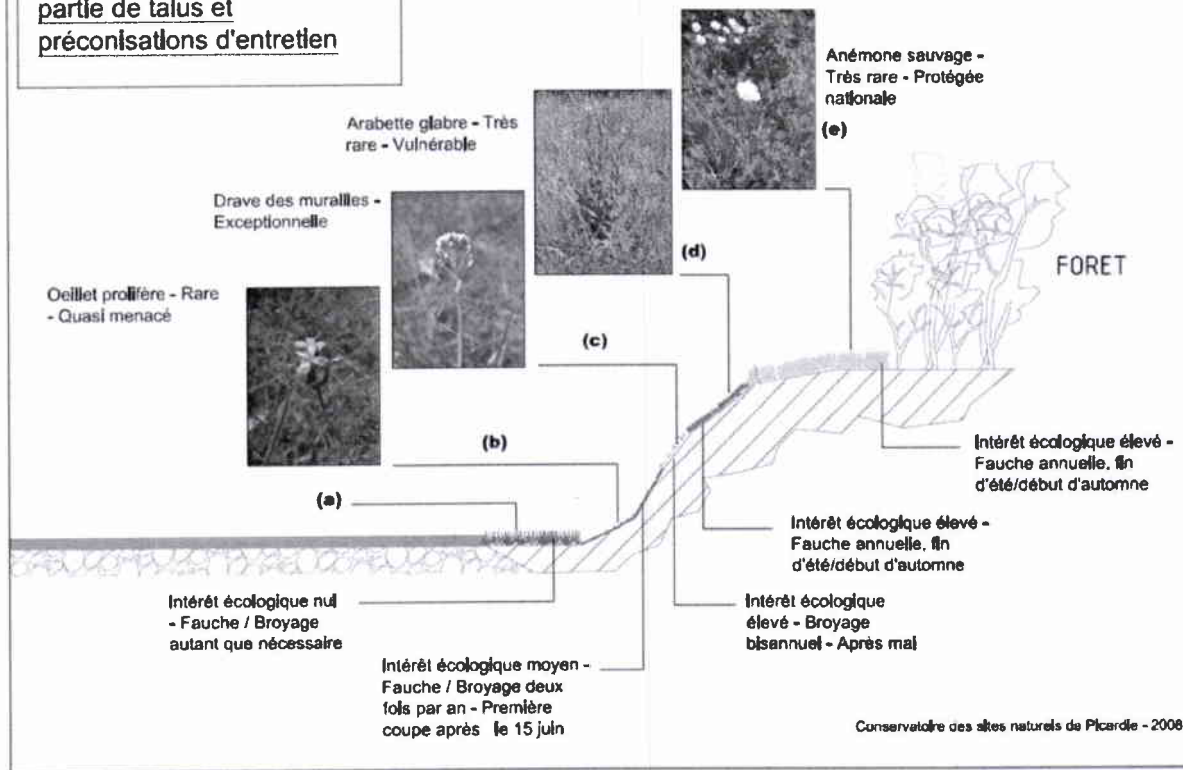 partie de talus et
préconisations d'entretien
Anémone sauvage -
Très rare - Protégée
nationale
(e)
Arabette glabre - Très
rare - Vulnérable
(d)
Drave des murailles -
Exceptionnelle
(c)
Oeillet prolifère - Rare
- Quasi menacé
(b)
(a)
FORET
Intérêt écologique élevé -
Fauche annuelle, fin
d'été/début d'automne
Intérêt écologique élevé -
Fauche annuelle, fin
d'été/début d'automne
Intérêt écologique
élevé - Broyage
bisannuel - Après mai
Intérêt écologique nul
- Fauche / Broyage
autant que nécessaire
Intérêt écologique moyen -
Fauche / Broyage deux
fois par an - Première
coupe après le 15 juin
Conservatoire des sites naturels de Picardie - 2008